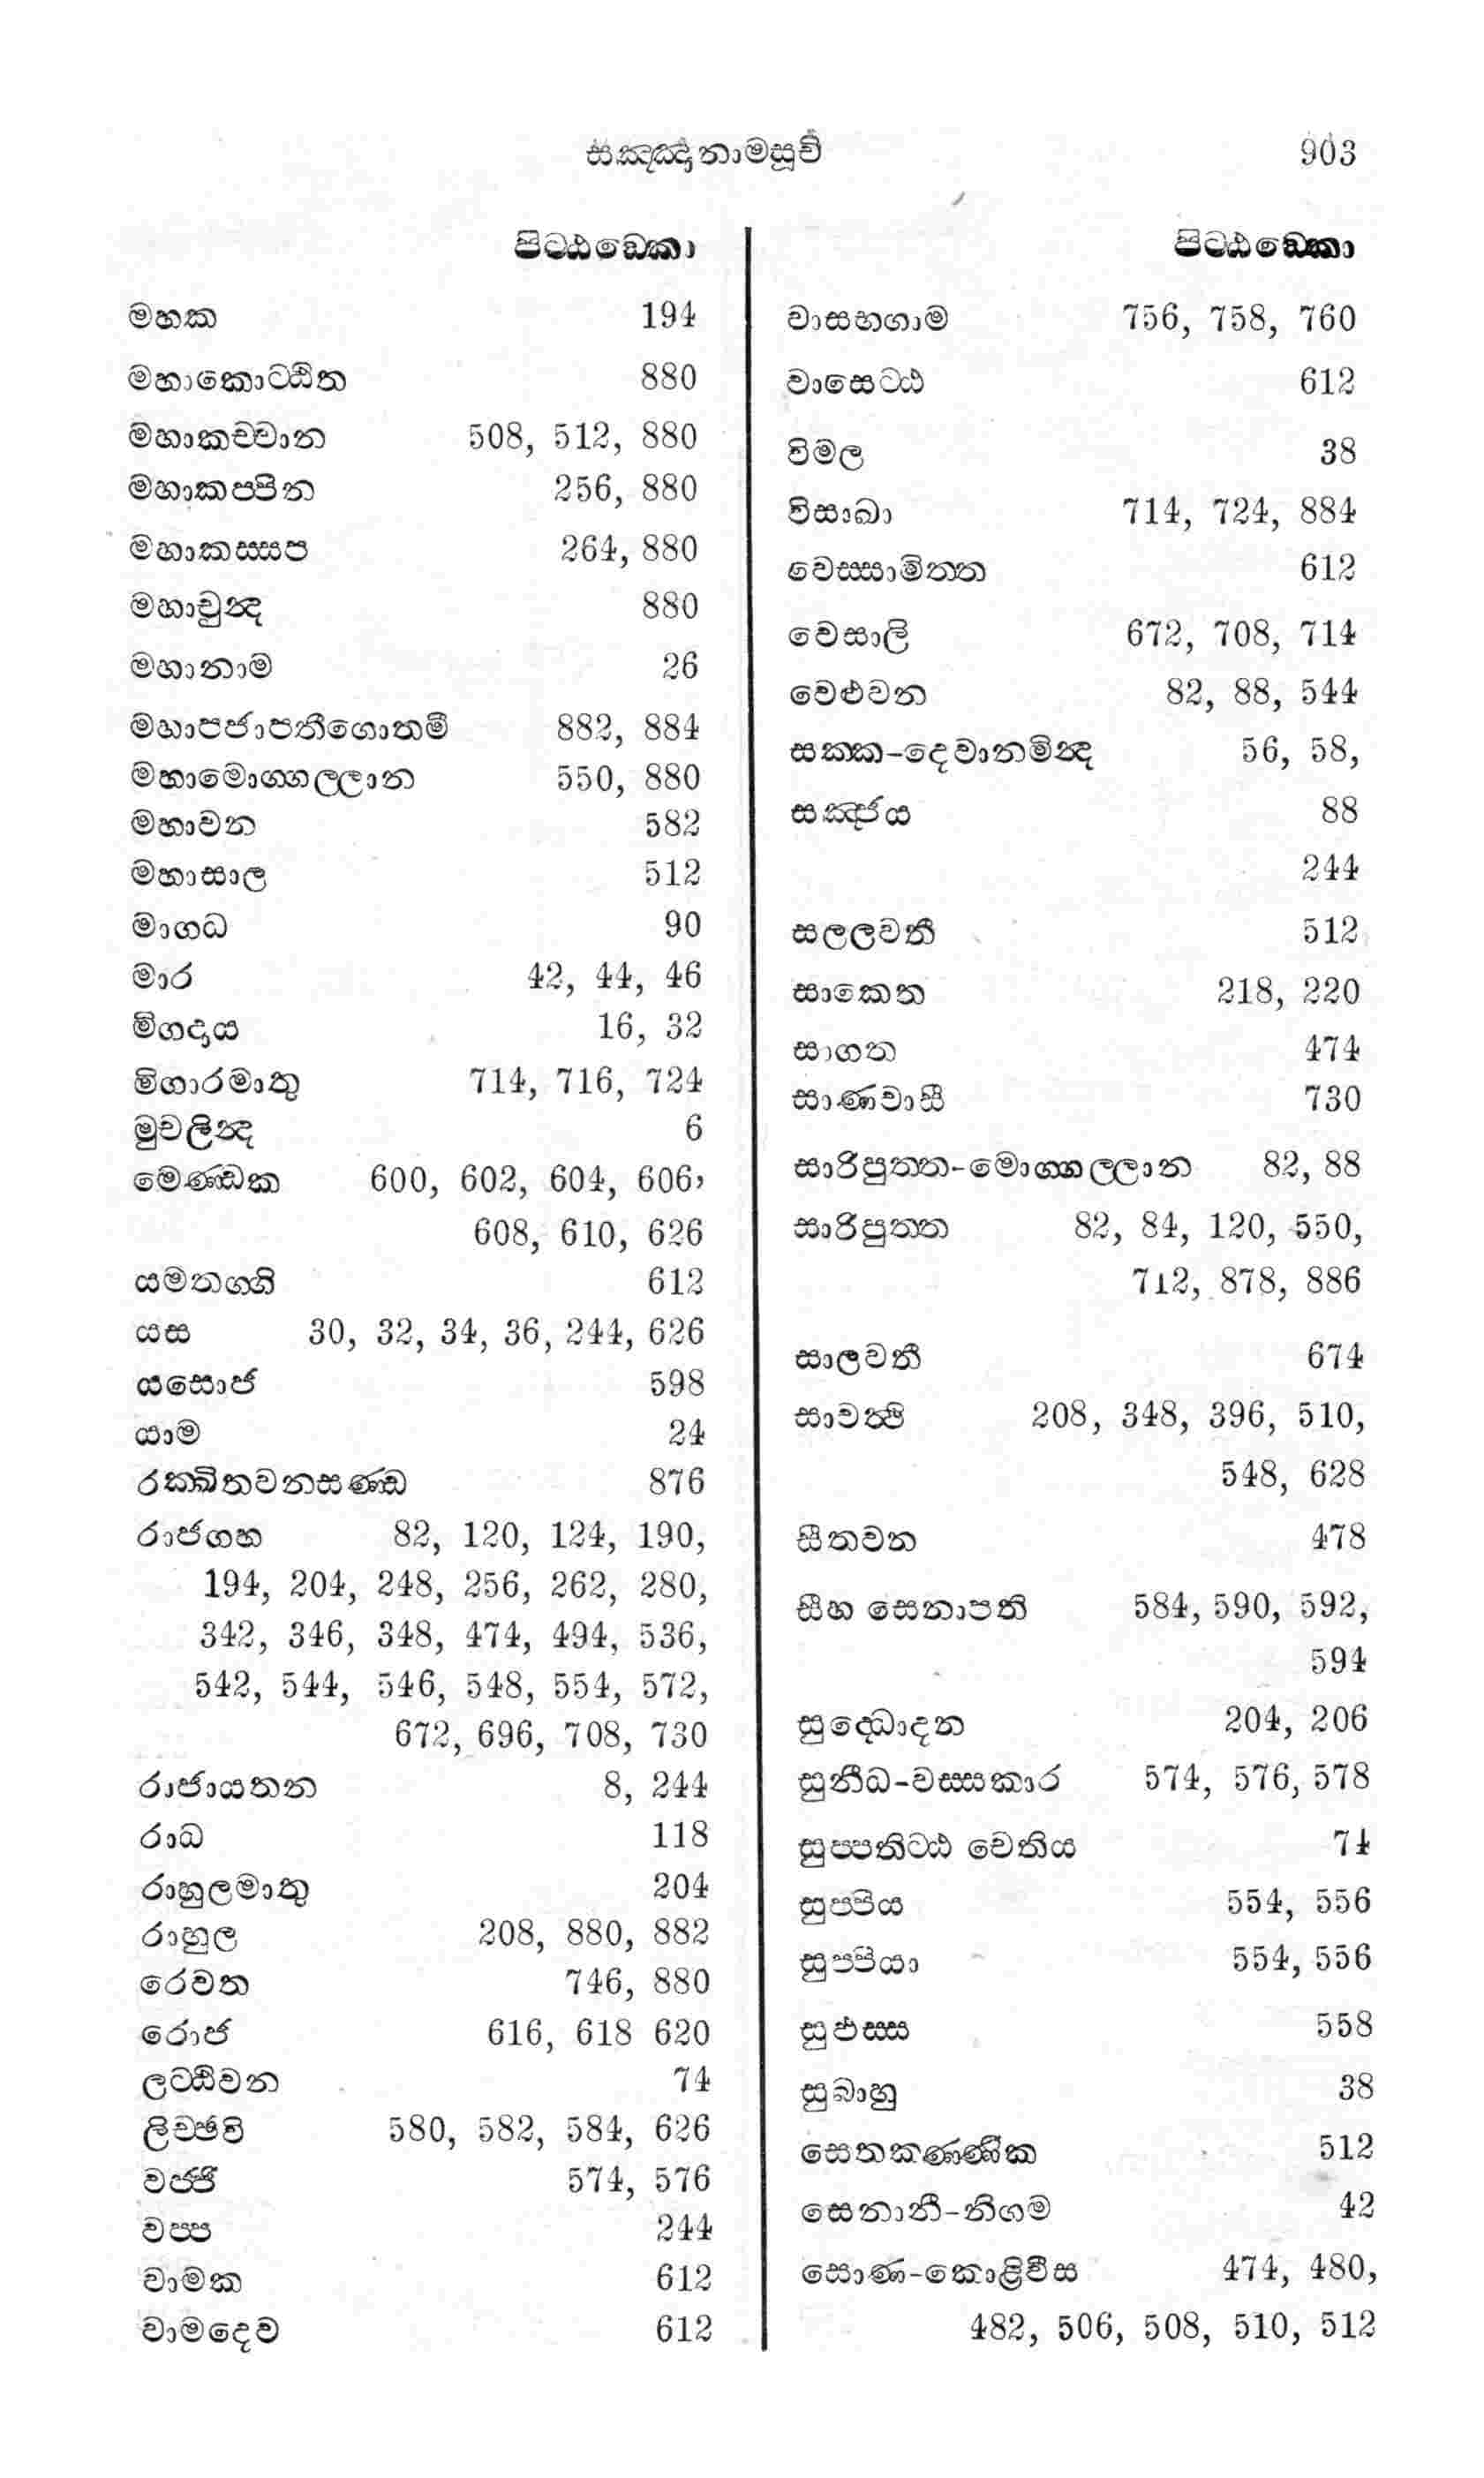 සඤ්ඤානාමසූචි 903
පිට්ඨඞ්කො
මහක 194
මහාකොට්ඨිත 880
මහාකච්චාන 508, 512, 880
මහාකප්පින 256, 880
මහාකස්සප 264, 880
මහාචුන්ද 880
මහානාම 26
මහාපජාපතීගොතමී 882, 884
මහාමොග්ගල්ලාන 550, 880
මහාවන 582
මහාසාල 512
මාගධ 90
මාර 42, 44, 46
මිගදාය 16, 32
මිගාරමාතු 714, 716, 724
මුචලින්ද 6
මෙණ්ඩක 600, 602, 604, 606,
608, 610, 626
යමතග්ගි 612
යස 30, 32, 34, 36, 244, 626
යසොජ 598
යාම 24
රක්ඛිතවනසණ්ඩ 876
රාජගහ 82, 120, 124, 190,
194, 204, 248, 256, 262, 280,
342, 346, 348, 474, 494, 536,
542, 544, 546, 548, 554, 572,
672, 696, 708, 730
රාජායතන 8, 244
රාධ 118
රාහුලමාතු 204
රාහුල 208, 880, 882
රෙවත 746, 880
රොජ 616, 618 620
ලට්ඨිවන 74
ලිච්ඡවි 580, 582, 584, 626
වජ්ජී 574, 576
වප්ප 244
වාමක 612
වාමදෙව 612
පිට්ඨඞ්කො
වාසභගාම 756, 758, 760
වාසෙට්ඨ 612
විමල 38
විසාඛා 714, 724, 884
වෙස්සාමිත්ත 612
වෙසාලි 672, 708, 714
වෙළුවන 82, 88, 544
සක්ක-දෙවානමින්ද 56, 58,
සඤ්ජය 88
244
සලලවතී 512
සාකෙත 218, 220
සාගත 474
සාණවාසී 730
සාරිපුත්ත-මොග්ගල්ලාන 82, 88
සාරිපුත්ත 82, 84, 120, 550,
712, 878, 886
සාලවතී 674
සාවත්ථි 208, 348, 396, 510,
548, 628
සීතවන 478
සීහ සෙනාපති 584, 590, 592,
594
සුද්ධොදන 204, 206
සුනීධ-වස්සකාර 574, 576, 578
සුප්පතිට්ඨ චෙතිය 74
සුප්පිය 554, 556
සුප්පියා 554, 556
සුඵස්ස 558
සුබාහු 38
සෙතකණ්ණික 512
සෙනානී-නිගම 42
සොණ-කොළිවීස 474, 480,
482, 506, 508, 510, 512